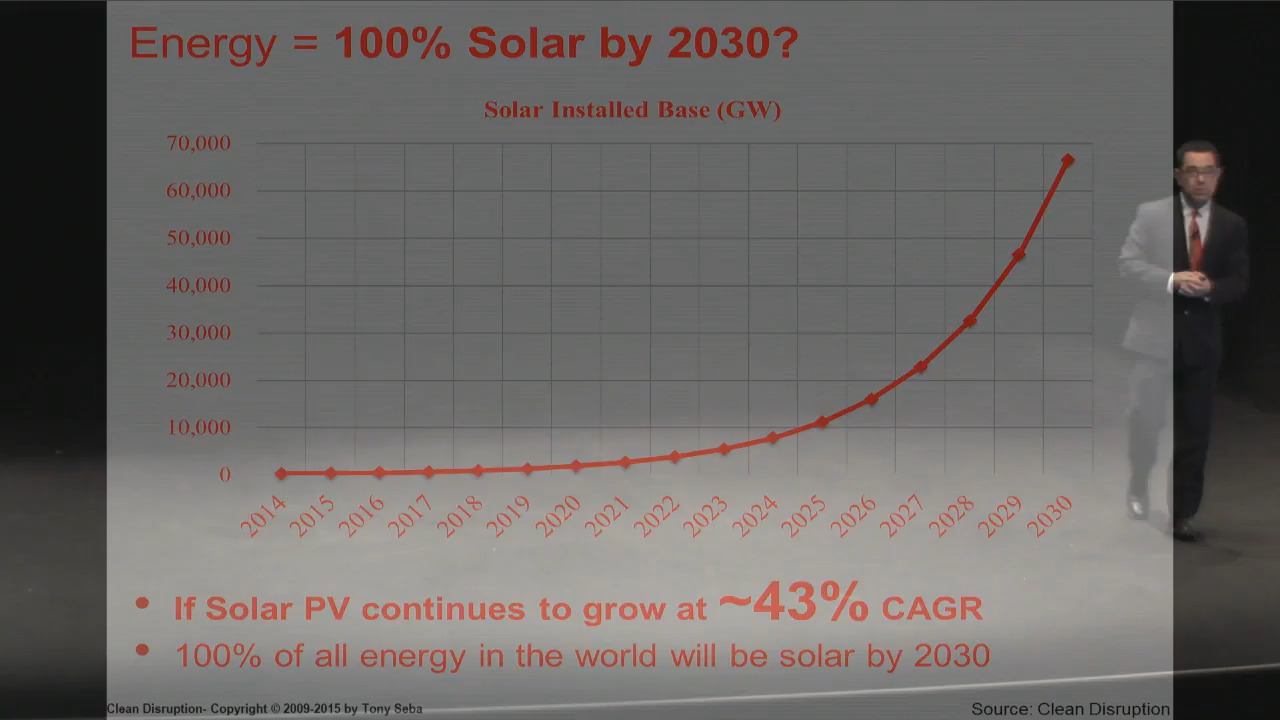 Energy = 100% Solar by 2030?
Solar Installed Base (GW)
70,000
60,000
50,000
40,000
30,000
20,000
10,000
0
2014 2015 2016 2017 2018 2019 2020 2021 2022 2023 2024 2025 2026 2027 2028 2029 2030
• If Solar PV continues to grow at ~43% CAGR
• 100% of all energy in the world will be solar by 2030
Clean Disruption- Copyright © 2009-2015 by Tony Seba
Source: Clean Disruption